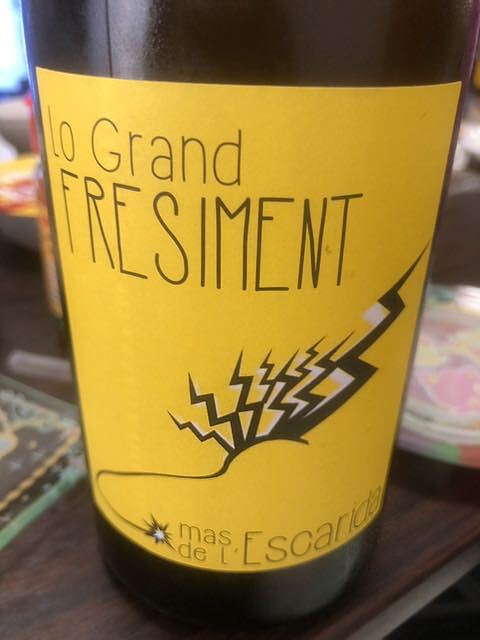 Lo Grand
FRESIMENT
mas
de l'Escarida